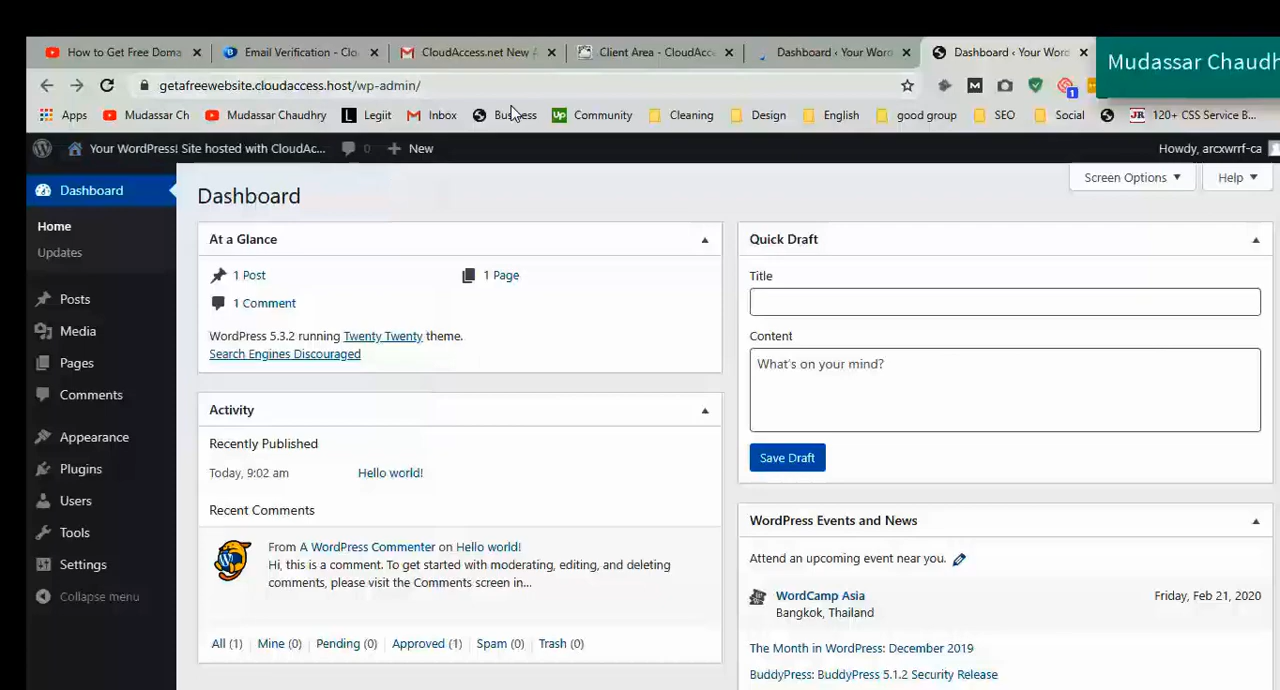 How to Get Free Doma
Email Verification - Clo
CloudAccess.net New
Client Area - CloudAcc
Dashboard ‹ Your Wor
Dashboard ‹ Your Wor
Mudassar Chaudh
getafreewebsite.cloudaccess.host/wp-admin/
Apps
Mudassar Ch
Mudassar Chaudhry
Legiit
Inbox
Business
Up Community
Cleaning
Design
English
good group
SEO
Social
JR 120+ CSS Service B...
Your WordPress! Site hosted with CloudAc...
0
New
Howdy, arcxwrrf-ca
Dashboard
Home
Updates
Posts
Media
Pages
Comments
Appearance
Plugins
Users
Tools
Settings
Collapse menu
Screen Options
Help
Dashboard
At a Glance
1 Post
1 Page
1 Comment
WordPress 5.3.2 running Twenty Twenty theme.
Search Engines Discouraged
Activity
Recently Published
Today, 9:02 am Hello world!
Recent Comments
From A WordPress Commenter on Hello world!
Hi, this is a comment. To get started with moderating, editing, and deleting
comments, please visit the Comments screen in...
All (1) Mine (0) Pending (0) Approved (1) Spam (0) Trash (0)
Quick Draft
Title
Content
What's on your mind?
Save Draft
WordPress Events and News
Attend an upcoming event near you.
WordCamp Asia Friday, Feb 21, 2020
Bangkok, Thailand
The Month in WordPress: December 2019
BuddyPress: BuddyPress 5.1.2 Security Release